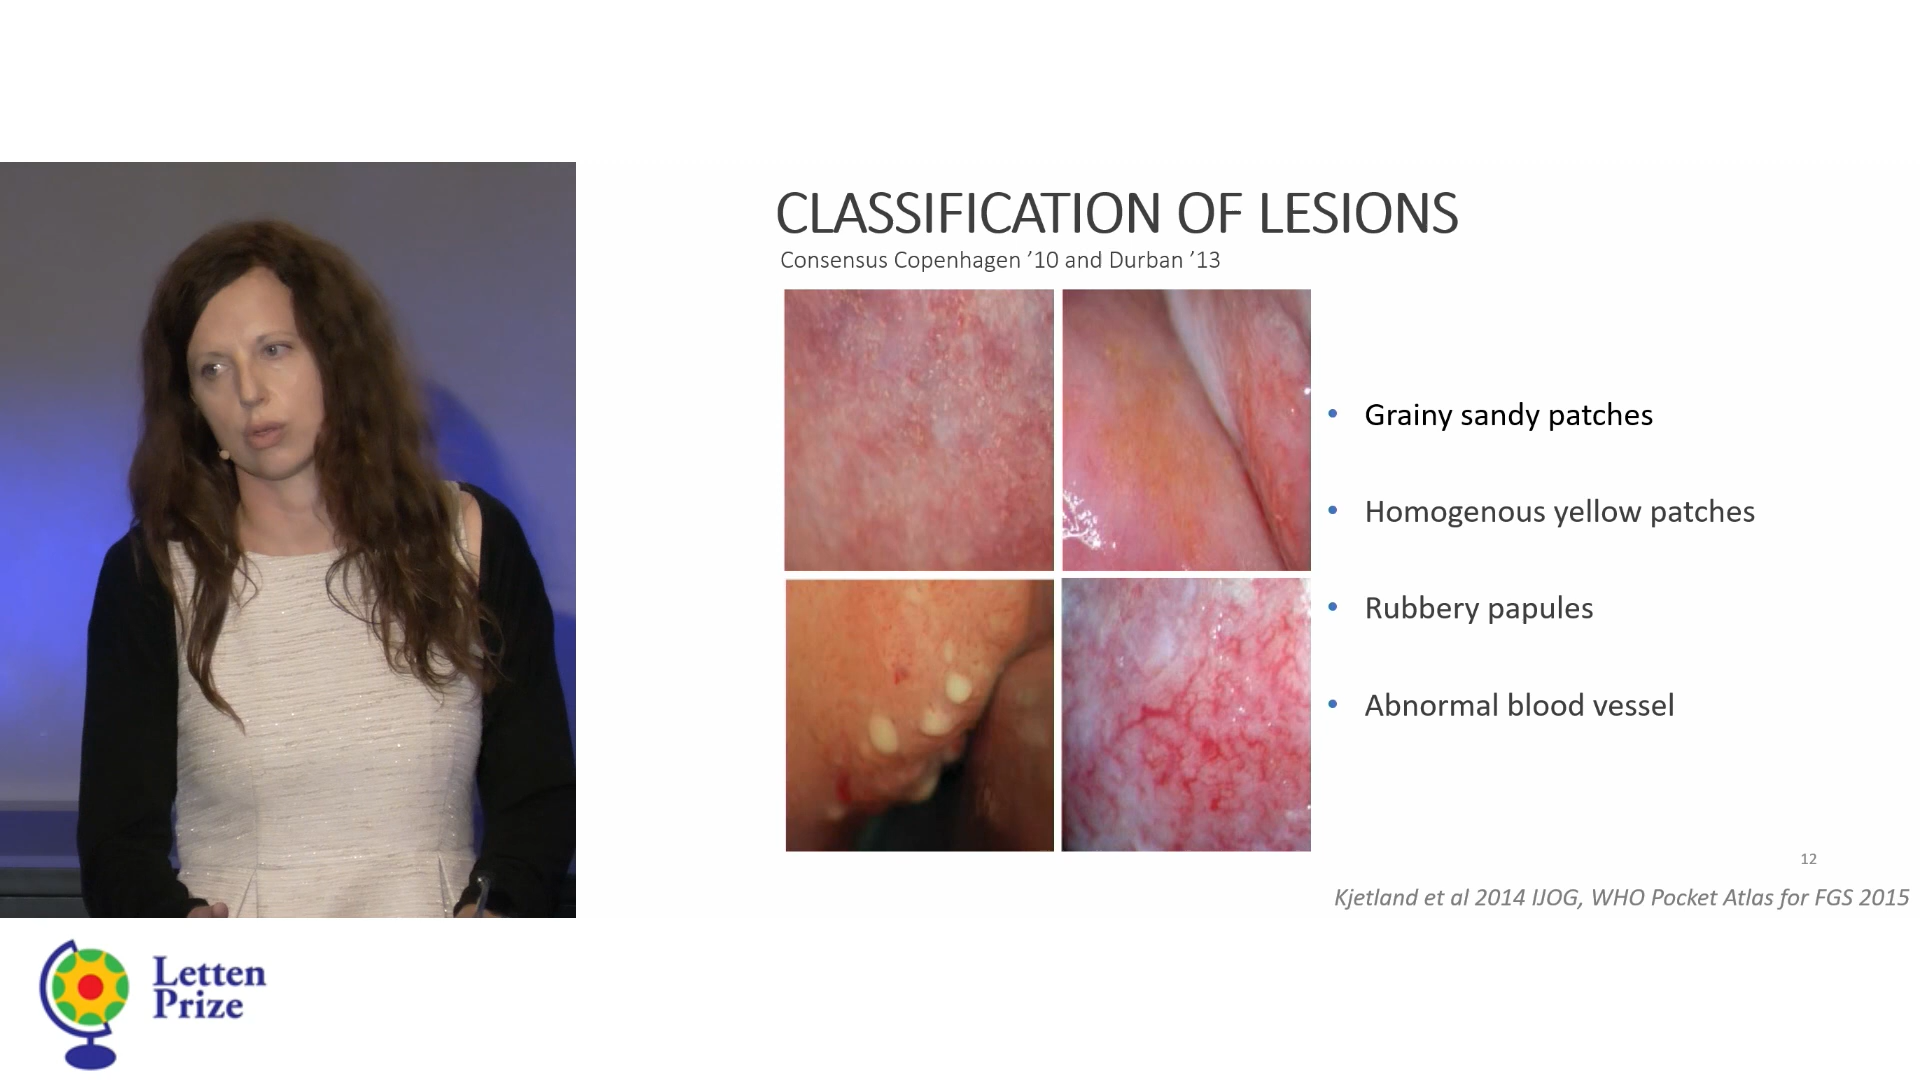 CLASSIFICATION OF LESIONS
Consensus Copenhagen ’10 and Durban ’13
• Grainy sandy patches
• Homogenous yellow patches
• Rubbery papules
• Abnormal blood vessel
12
Kjetland et al 2014 IJOG, WHO Pocket Atlas for FGS 2015
Letten
Prize